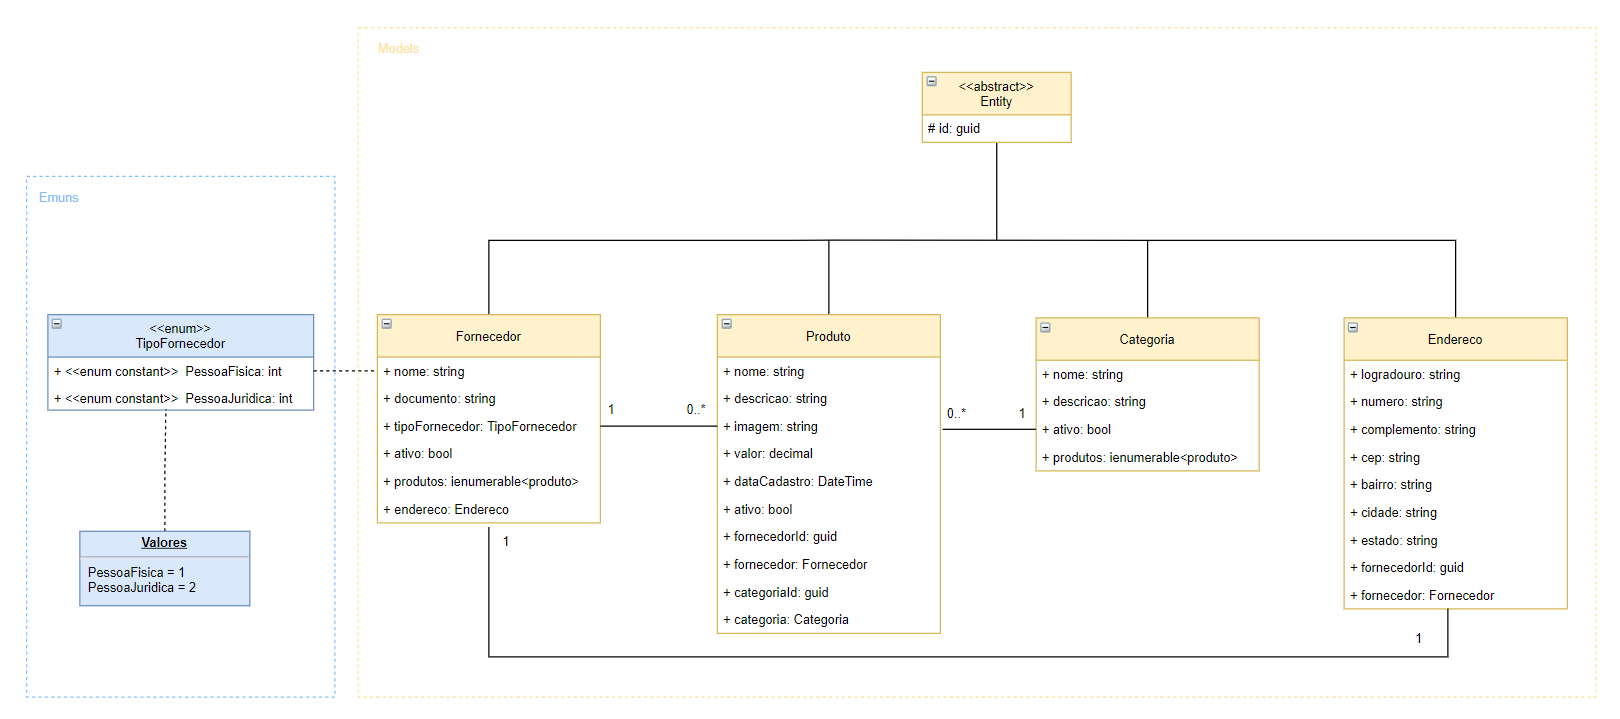 Models
<<abstract>>
Entity
# id: guid
Emuns
<<enum>>
TipoFornecedor
+ <<enum constant>>  PessoaFisica: int
+ <<enum constant>>  PessoaJuridica: int
Valores
PessoaFisica = 1
PessoaJuridica = 2
Fornecedor
+ nome: string
+ documento: string
+ tipoFornecedor: TipoFornecedor
+ ativo: bool
+ produtos: ienumerable<produto>
+ endereco: Endereco
1
0..*
1
Produto
+ nome: string
+ descricao: string
+ imagem: string
+ valor: decimal
+ dataCadastro: DateTime
+ ativo: bool
+ fornecedorId: guid
+ fornecedor: Fornecedor
+ categoriaId: guid
+ categoria: Categoria
0..*
1
Categoria
+ nome: string
+ descricao: string
+ ativo: bool
+ produtos: ienumerable<produto>
Endereco
+ logradouro: string
+ numero: string
+ complemento: string
+ cep: string
+ bairro: string
+ cidade: string
+ estado: string
+ fornecedorId: guid
+ fornecedor: Fornecedor
1